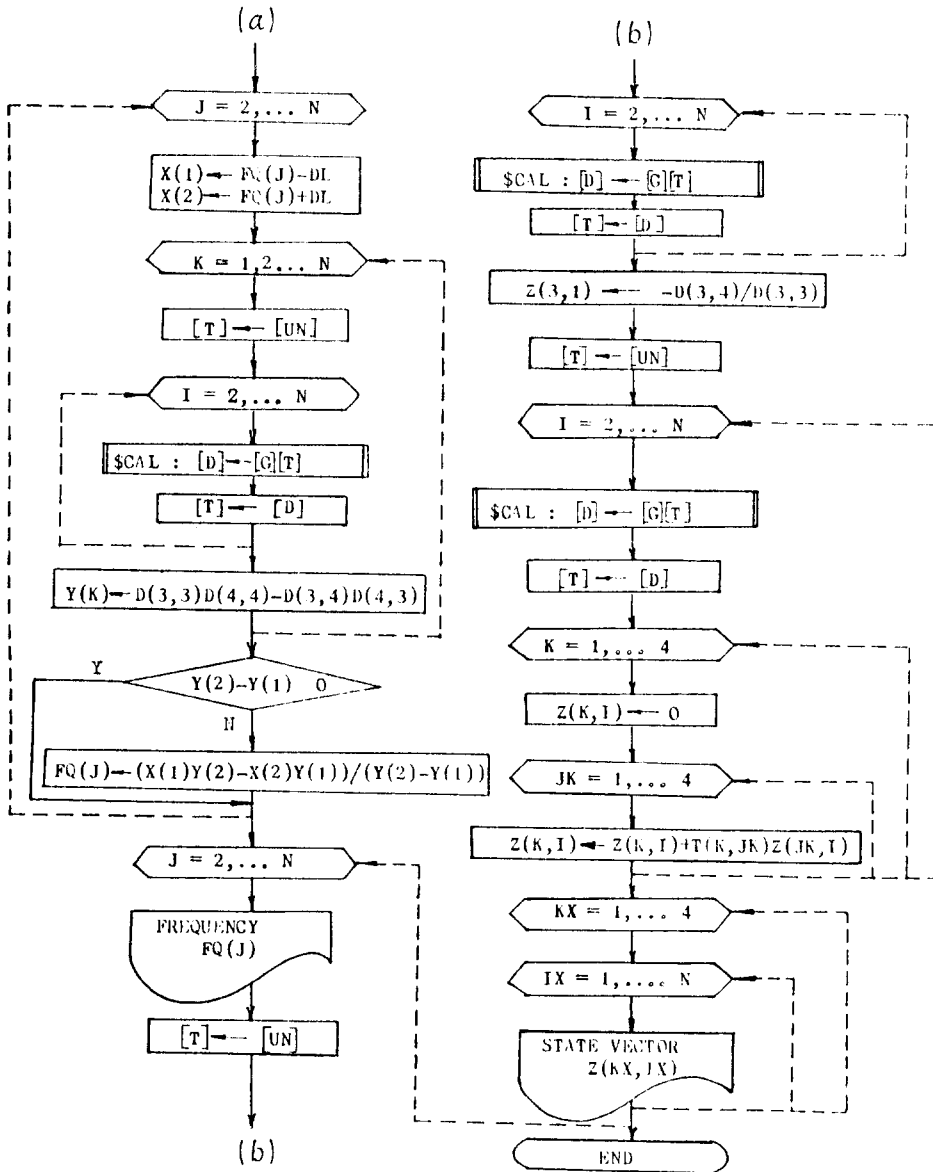 (a)
J = 2,... N
X(1)← FQ(J)-DL
X(2)← FQ(J)+DL
K = 1,2... N
[T]← [UN]
I = 2,... N
$CAL : [D]←[G][T]
[T]← [D]
Y(K)←D(3,3)D(4,4)-D(3,4)D(4,3)
Y
Y(2)-Y(1) 0
N
FQ(J)←(X(1)Y(2)-X(2)Y(1))/(Y(2)-Y(1))
J = 2,... N
FREQUENCY
FQ(J)
[T]← [UN]
(b)
(b)
I = 2,... N
$CAL : [D] ←[G][T]
[T]←[D]
Z(3,1) ← -D(3,4)/D(3,3)
[T]← [UN]
I = 2,... N
$CAL : [D] ← [G][T]
[T]← [D]
K = 1,... 4
Z(K,I)← 0
JK = 1,... 4
Z(K,I)← Z(K,I)+T(K,JK)Z(JK,I)
KX = 1,... 4
IX = 1,.... N
STATE VECTOR
Z(KX,IX)
END